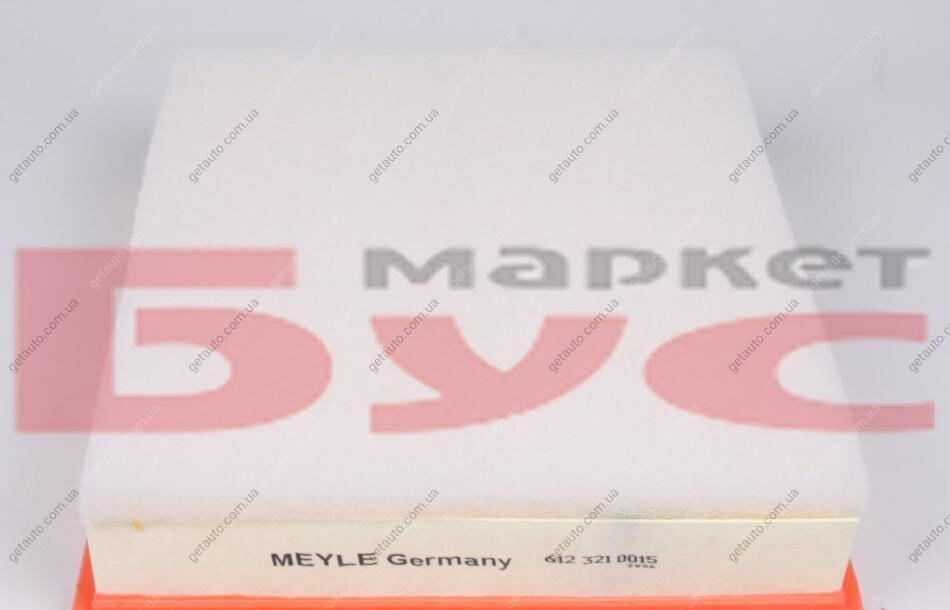 маркет
БУС
MEYLE Germany 612 321 0015
getauto.com.ua